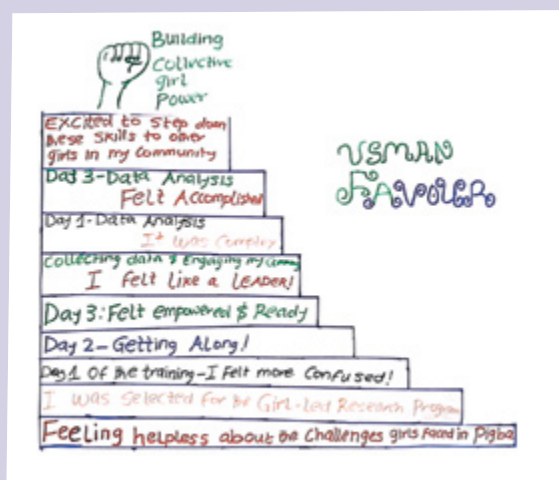 Building
Collective
girl
Power
EXCITED to Step down
these SKills to other
girls in my Community
USMAN
FAVOUR
Day 3-Data Analysis
Felt Accomplished
Day 1-Data Analysis
It was Complex
Collecting data & Engaging my
I felt like a LEADER!
Day 3: Felt empowered & Ready
Day 2-Getting Along!
Day 1 of the training-I Felt more Confused!
I was Selected for the Girl-Led Research Program
Feeling helpless about the Challenges girls faced in Pigba